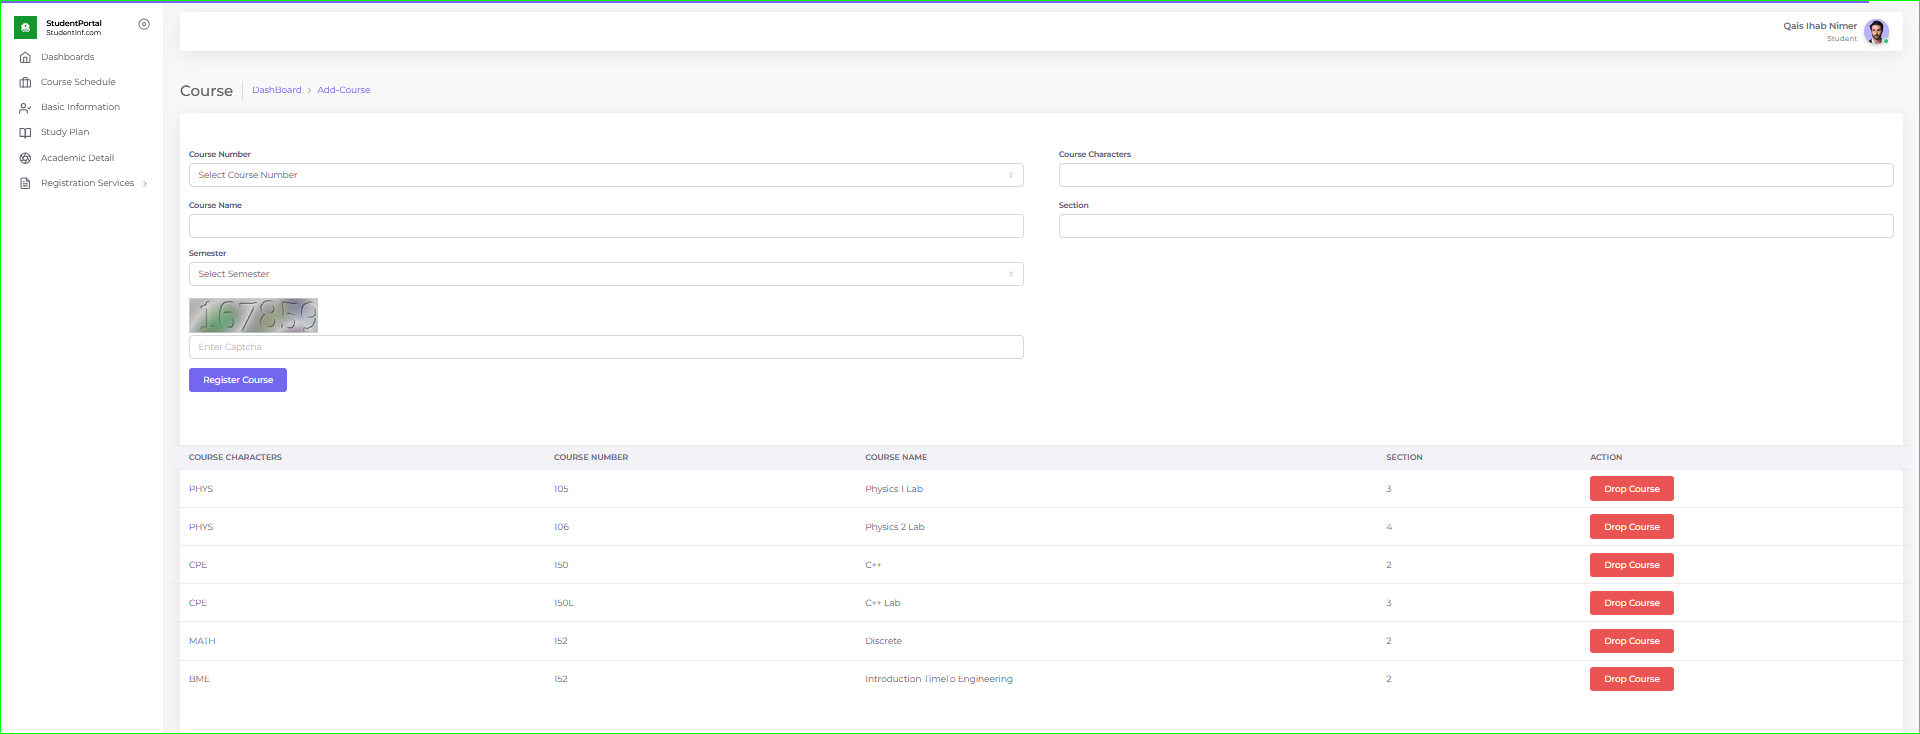 StudentPortal
StudentInf.com
Dashboards
Course Schedule
Basic Information
Study Plan
Academic Detail
Registration Services
Qais Ihab Nimer
Student
Course
DashBoard > Add-Course
Course Number
Select Course Number
Course Characters
Course Name
Section
Semester
Select Semester
167859
Enter Captcha
Register Course
COURSE CHARACTERS COURSE NUMBER COURSE NAME SECTION ACTION
PHYS 105 Physics 1 Lab 3 Drop Course
PHYS 106 Physics 2 Lab 4 Drop Course
CPE 150 C++ 2 Drop Course
CPE 150L C++ Lab 3 Drop Course
MATH 152 Discrete 2 Drop Course
BME 152 Introduction TimeTo Engineering 2 Drop Course